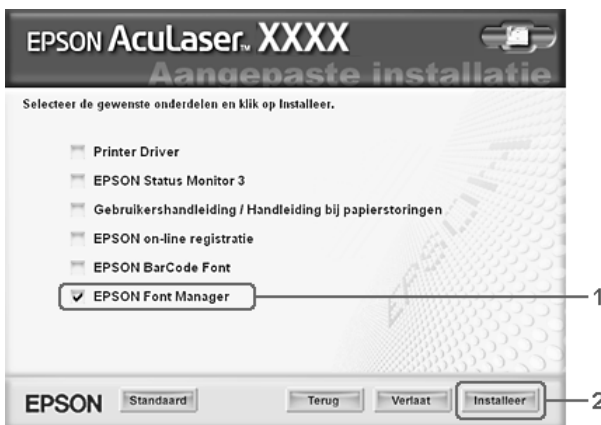 EPSON AcuLaser™ XXXX
Aangepaste installatie
Selecteer de gewenste onderdelen en klik op Installeer.
Printer Driver
EPSON Status Monitor 3
Gebruikershandleiding / Handleiding bij papierstoringen
EPSON on-line registratie
EPSON BarCode Font
EPSON Font Manager
1
EPSON
EPSON Standaard Terug Verlaat Installeer
2